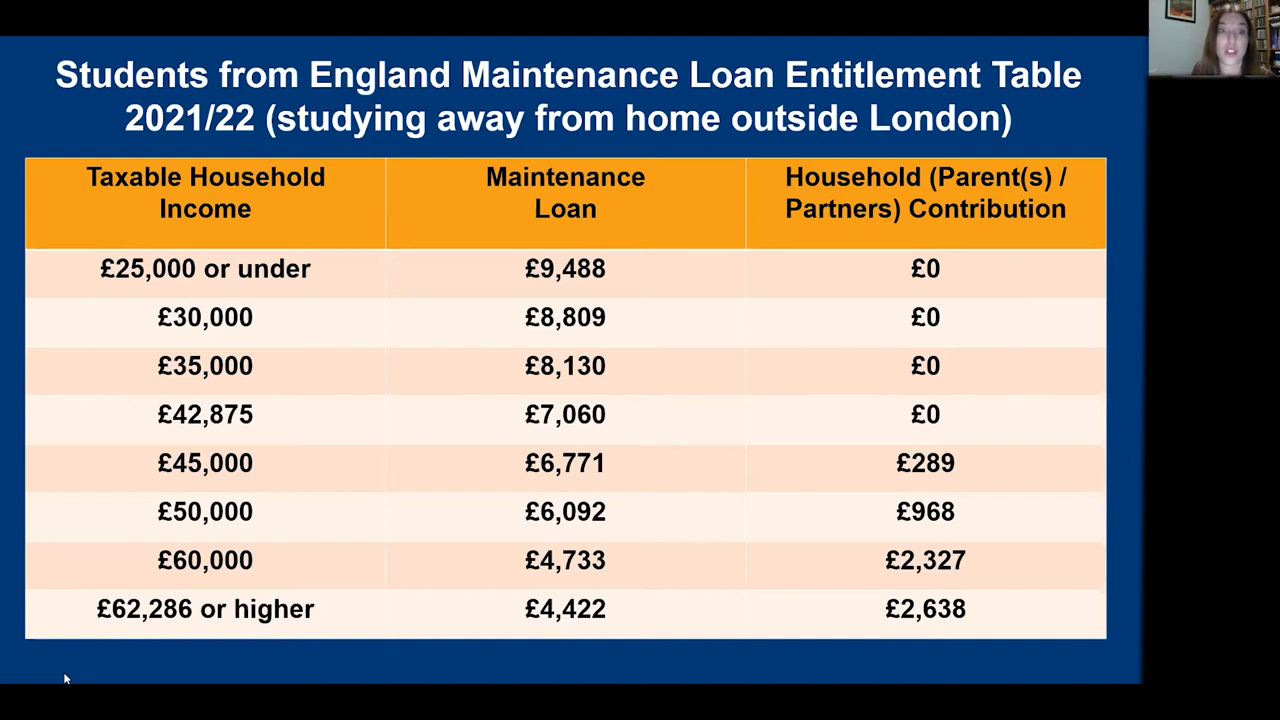 Students from England Maintenance Loan Entitlement Table
2021/22 (studying away from home outside London)
Taxable Household
Income
Maintenance
Loan
Household (Parent(s) /
Partners) Contribution
£25,000 or under £9,488 £0
£30,000 £8,809 £0
£35,000 £8,130 £0
£42,875 £7,060 £0
£45,000 £6,771 £289
£50,000 £6,092 £968
£60,000 £4,733 £2,327
£62,286 or higher £4,422 £2,638